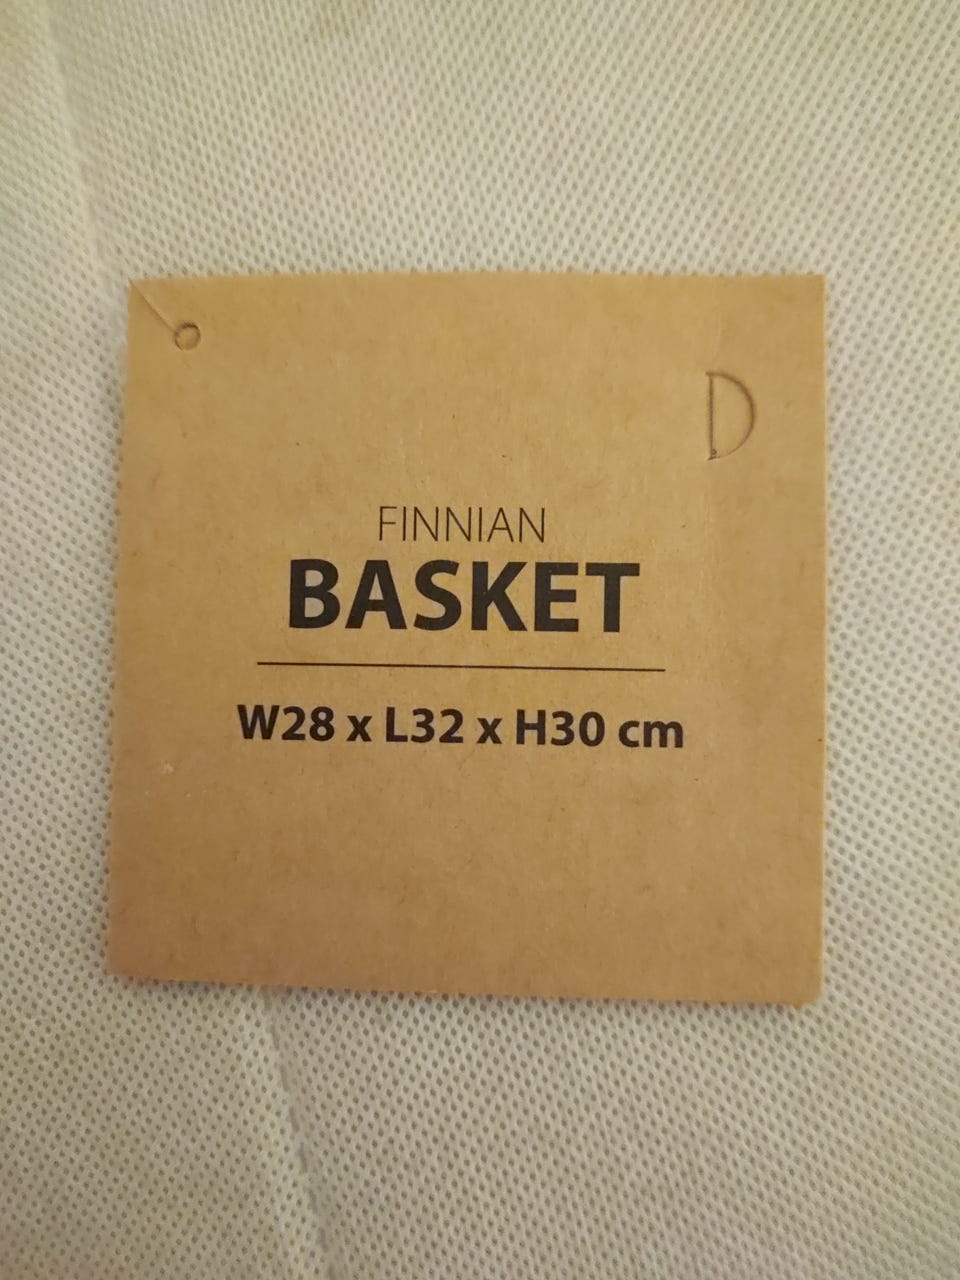 FINNIAN
BASKET
W28 x L32 x H30 cm